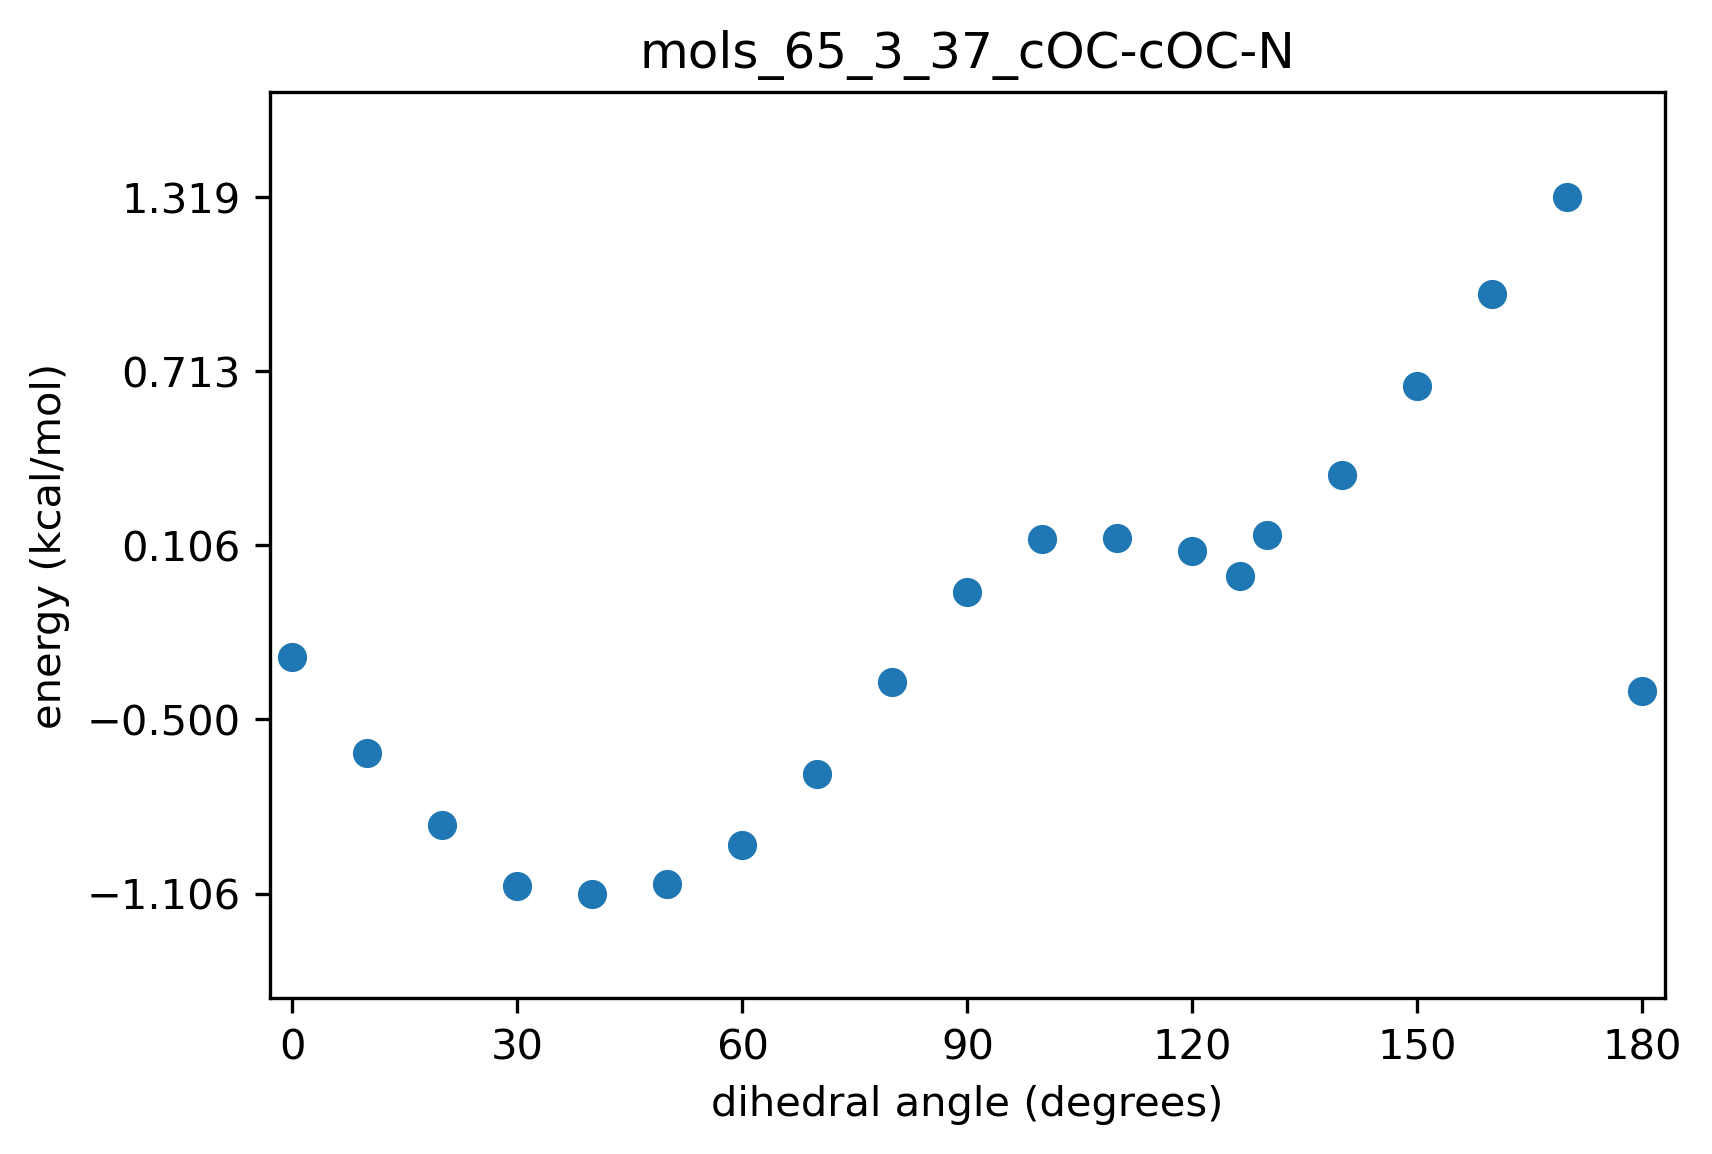 mols_65_3_37_cOC-cOC-N
energy (kcal/mol)
1.319
0.713
0.106
−0.500
−1.106
0 30 60 90 120 150 180
dihedral angle (degrees)